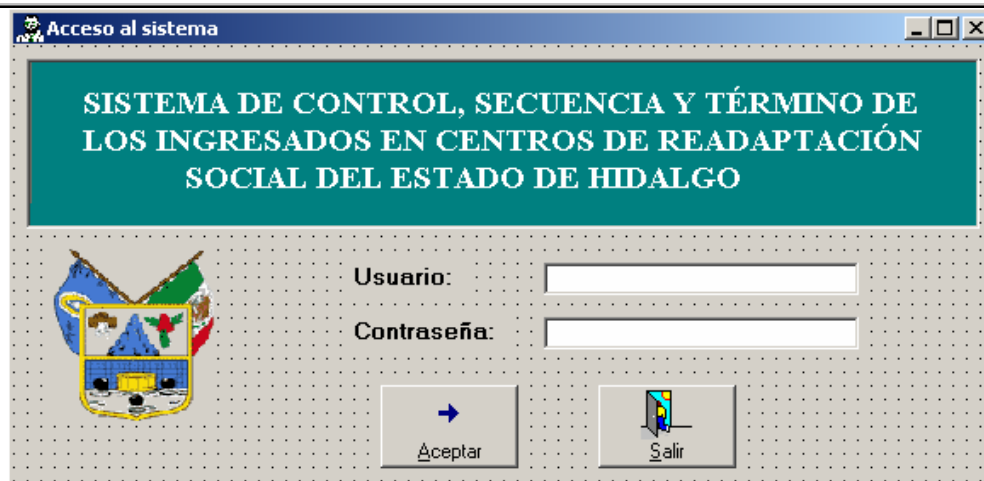 Acceso al sistema
SISTEMA DE CONTROL, SECUENCIA Y TÉRMINO DE
LOS INGRESADOS EN CENTROS DE READAPTACIÓN
SOCIAL DEL ESTADO DE HIDALGO
Usuario:
Contraseña:
Aceptar
Salir